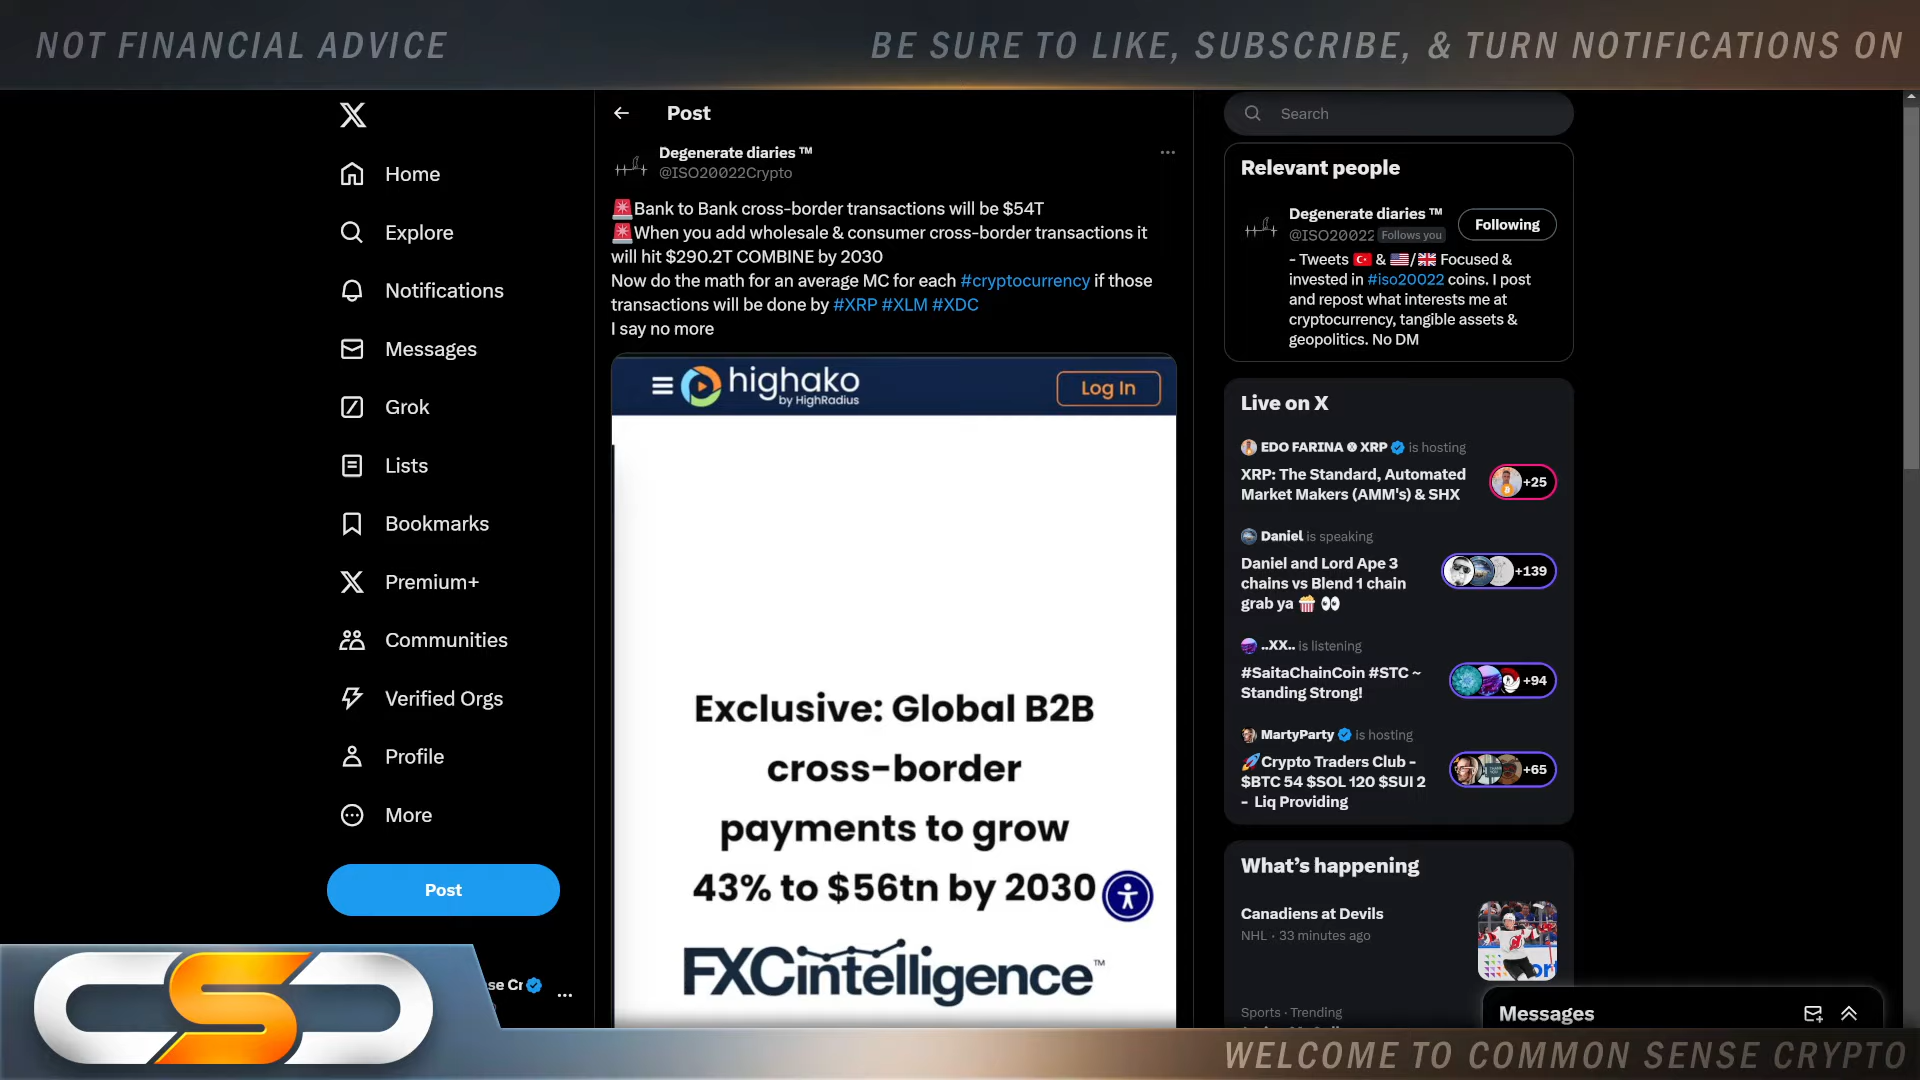 NOT FINANCIAL ADVICE
BE SURE TO LIKE, SUBSCRIBE, & TURN NOTIFICATIONS ON
Home
Explore
Notifications
Messages
Grok
Lists
Bookmarks
Premium+
Communities
Verified Orgs
Profile
More
Post
se Cr
Post
Degenerate diaries ™
@ISO20022Crypto
🚨Bank to Bank cross-border transactions will be $54T
🚨When you add wholesale & consumer cross-border transactions it
will hit $290.2T COMBINE by 2030
Now do the math for an average MC for each #cryptocurrency if those
transactions will be done by #XRP #XLM #XDC
I say no more
highako
by HighRadius
Log In
Exclusive: Global B2B
cross-border
payments to grow
43% to $56tn by 2030
FXCintelligence™
Search
Relevant people
Degenerate diaries ™
@ISO20022 Follows you
Following
- Tweets 🇹🇷 & 🇺🇸/🇬🇧 Focused &
invested in #iso20022 coins. I post
and repost what interests me at
cryptocurrency, tangible assets &
geopolitics. No DM
Live on X
EDO FARINA ⊗ XRP is hosting
XRP: The Standard, Automated
Market Makers (AMM's) & SHX
+25
Daniel is speaking
Daniel and Lord Ape 3
chains vs Blend 1 chain
grab ya 🍿 👀
+139
..XX.. is listening
#SaitaChainCoin #STC ~
Standing Strong!
+94
MartyParty is hosting
🚀Crypto Traders Club -
$BTC 54 $SOL 120 $SUI 2
- Liq Providing
+65
What's happening
Canadiens at Devils
NHL · 33 minutes ago
Sports · Trending
Messages
CSC
WELCOME TO COMMON SENSE CRYPTO